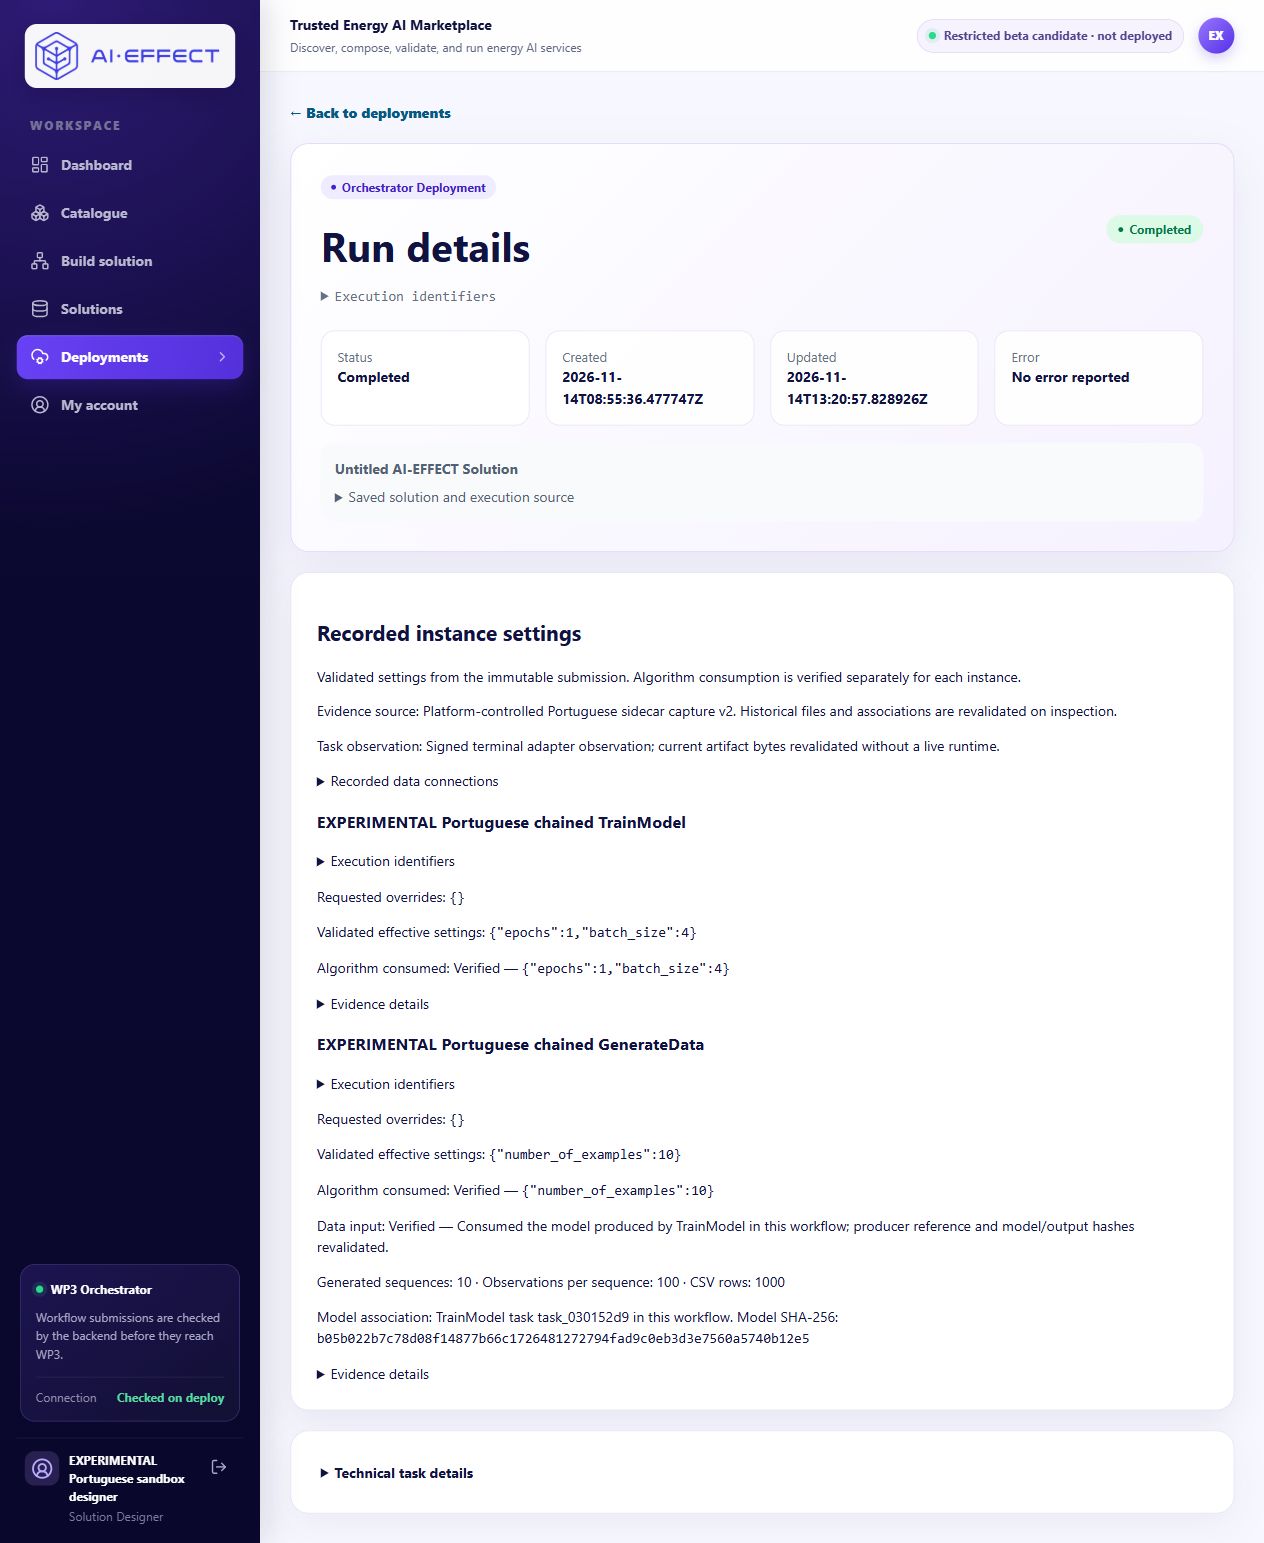 AI·EFFECT
WORKSPACE
Dashboard
Catalogue
Build solution
Solutions
Deployments
My account
WP3 Orchestrator
Workflow submissions are checked
by the backend before they reach
WP3.
Connection Checked on deploy
EXPERIMENTAL
Portuguese sandbox
designer
Solution Designer
Trusted Energy AI Marketplace
Discover, compose, validate, and run energy AI services
Restricted beta candidate · not deployed
EX
← Back to deployments
• Orchestrator Deployment
Run details
• Completed
▶ Execution identifiers
Status
Completed
Created
2026-11-
14T08:55:36.477747Z
Updated
2026-11-
14T13:20:57.828926Z
Error
No error reported
Untitled AI-EFFECT Solution
▶ Saved solution and execution source
Recorded instance settings
Validated settings from the immutable submission. Algorithm consumption is verified separately for each instance.
Evidence source: Platform-controlled Portuguese sidecar capture v2. Historical files and associations are revalidated on inspection.
Task observation: Signed terminal adapter observation; current artifact bytes revalidated without a live runtime.
▶ Recorded data connections
EXPERIMENTAL Portuguese chained TrainModel
▶ Execution identifiers
Requested overrides: {}
Validated effective settings: {"epochs":1,"batch_size":4}
Algorithm consumed: Verified — {"epochs":1,"batch_size":4}
▶ Evidence details
EXPERIMENTAL Portuguese chained GenerateData
▶ Execution identifiers
Requested overrides: {}
Validated effective settings: {"number_of_examples":10}
Algorithm consumed: Verified — {"number_of_examples":10}
Data input: Verified — Consumed the model produced by TrainModel in this workflow; producer reference and model/output hashes
revalidated.
Generated sequences: 10 · Observations per sequence: 100 · CSV rows: 1000
Model association: TrainModel task task_030152d9 in this workflow. Model SHA-256:
b05b022b7c78d08f14877b66c1726481272794fad9c0eb3d3e7560a5740b12e5
▶ Evidence details
▶ Technical task details